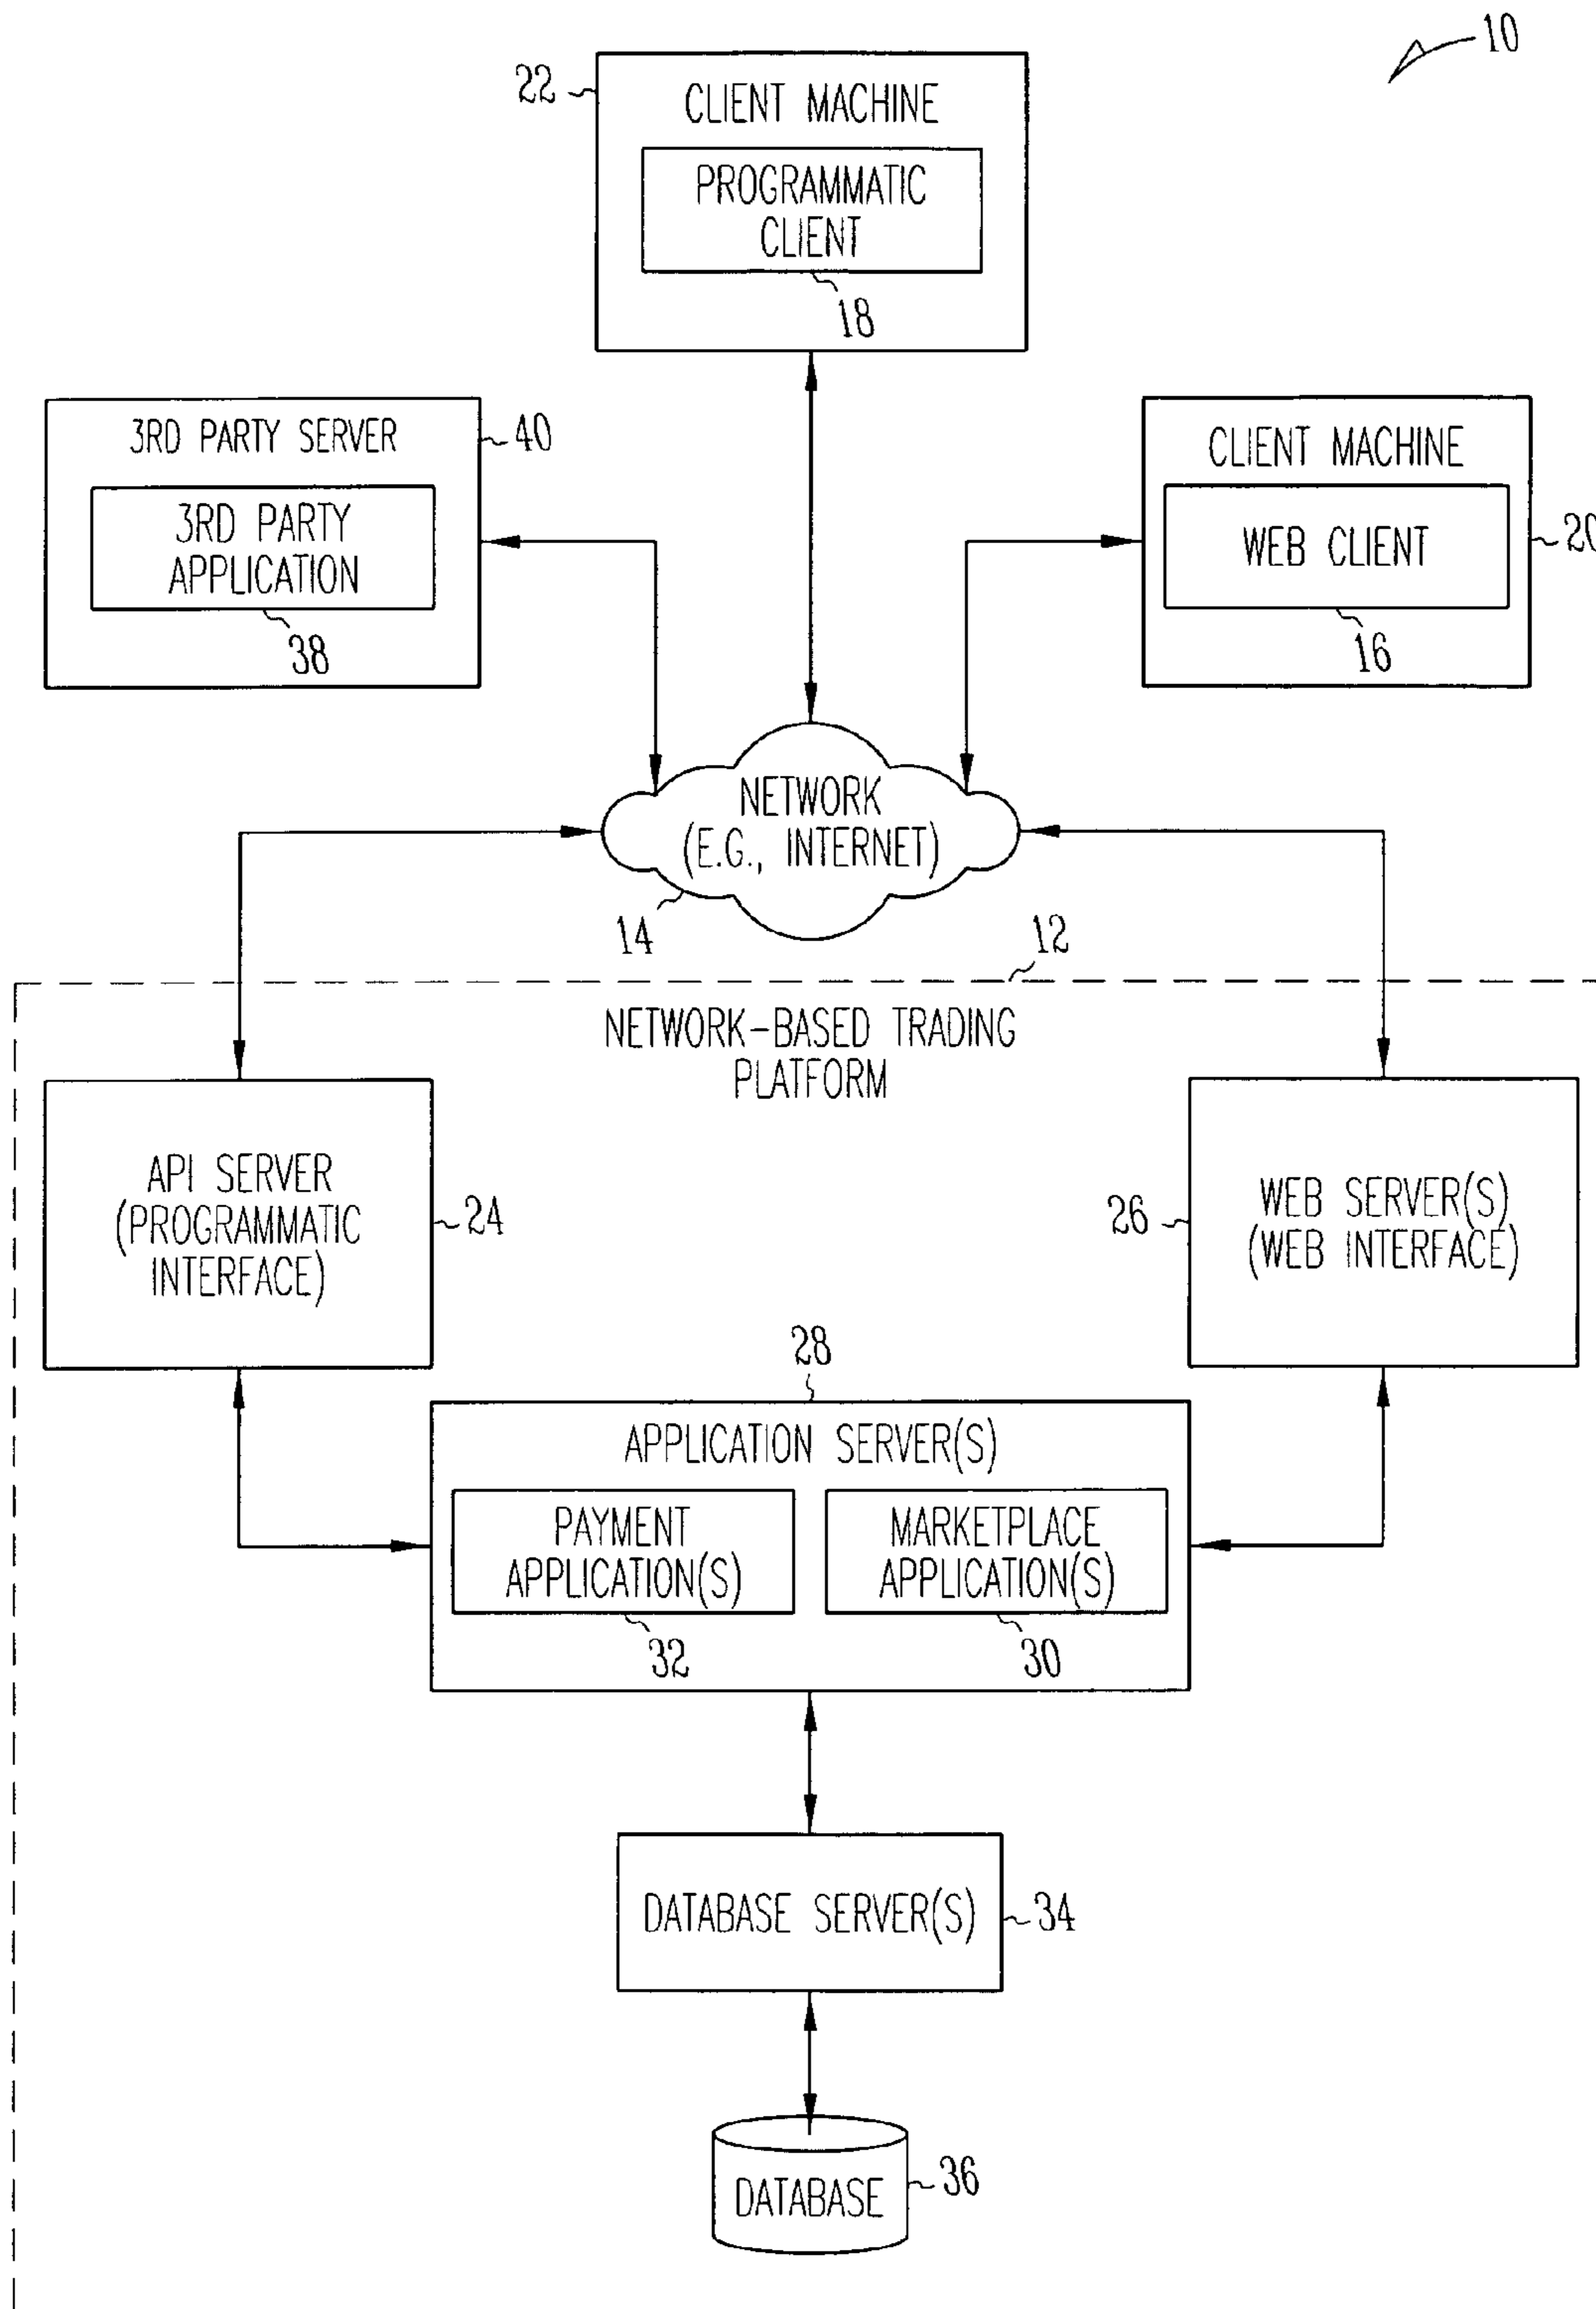 10
22
CLIENT MACHINE
PROGRAMMATIC
CLIENT
18
3RD PARTY SERVER
40
3RD PARTY
APPLICATION
38
CLIENT MACHINE
20
WEB CLIENT
16
NETWORK
(E.G., INTERNET)
14
12
NETWORK-BASED TRADING
PLATFORM
API SERVER
(PROGRAMMATIC
INTERFACE)
24
26
WEB SERVER(S)
(WEB INTERFACE)
28
APPLICATION SERVER(S)
PAYMENT
APPLICATION(S)
32
MARKETPLACE
APPLICATION(S)
30
DATABASE SERVER(S)
34
DATABASE
36